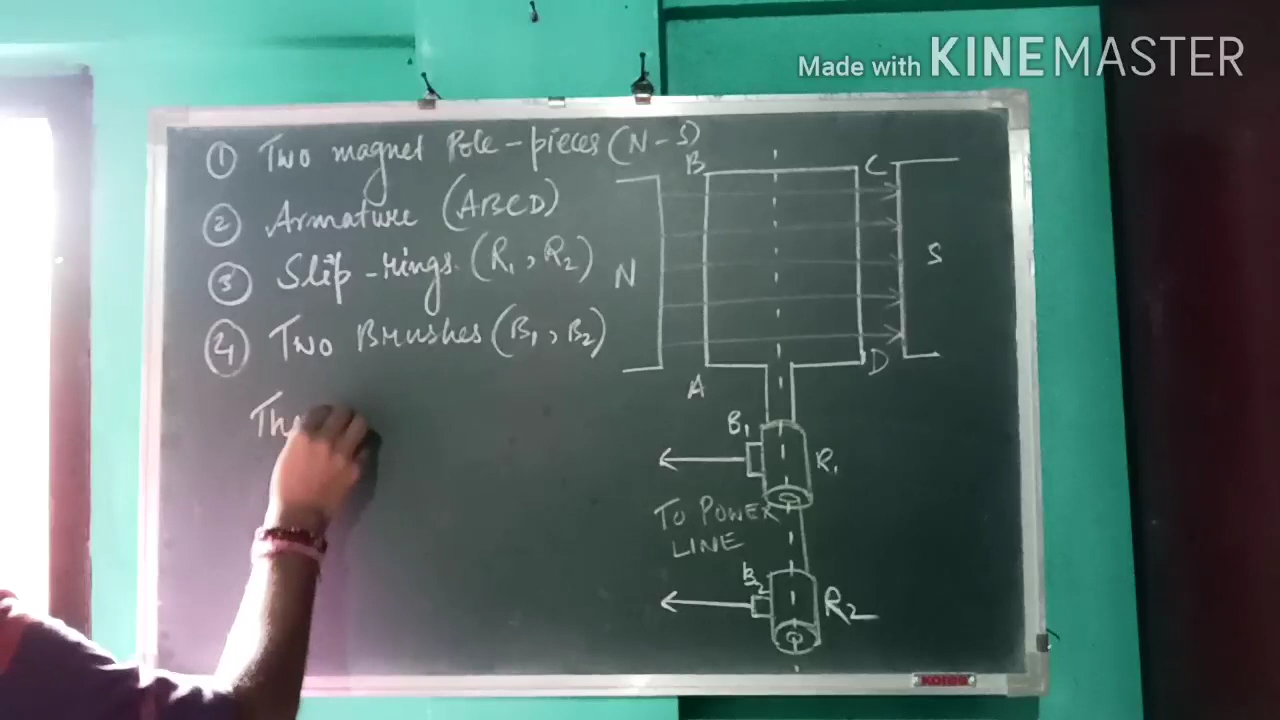 Made with KINEMASTER
① Two magnet Pole-pieces (N-S)
② Armature (ABCD)
③ Slip-rings. (R₁, R₂)
④ Two Brushes (B₁, B₂)
B
C
N
S
A
D
B₁
R₁
TO POWER
LINE
B₂
R₂
KOREA